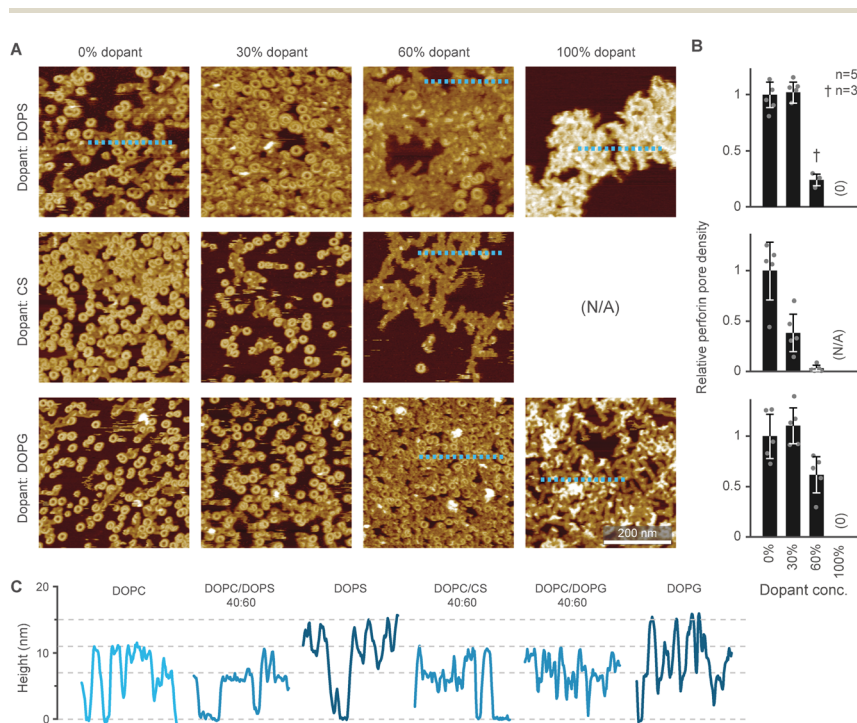 A
0% dopant
30% dopant
60% dopant
100% dopant
B
Dopant: DOPS
Dopant: CS
(N/A)
Dopant: DOPG
200 nm
Relative perforin pore density
n=5
† n=3
1
0.5
0
†
(0)
1
0.5
0
(N/A)
1
0.5
0
(0)
0%
30%
60%
100%
Dopant conc.
C
Height (nm)
20
10
0
DOPC
DOPC/DOPS
40:60
DOPS
DOPC/CS
40:60
DOPC/DOPG
40:60
DOPG